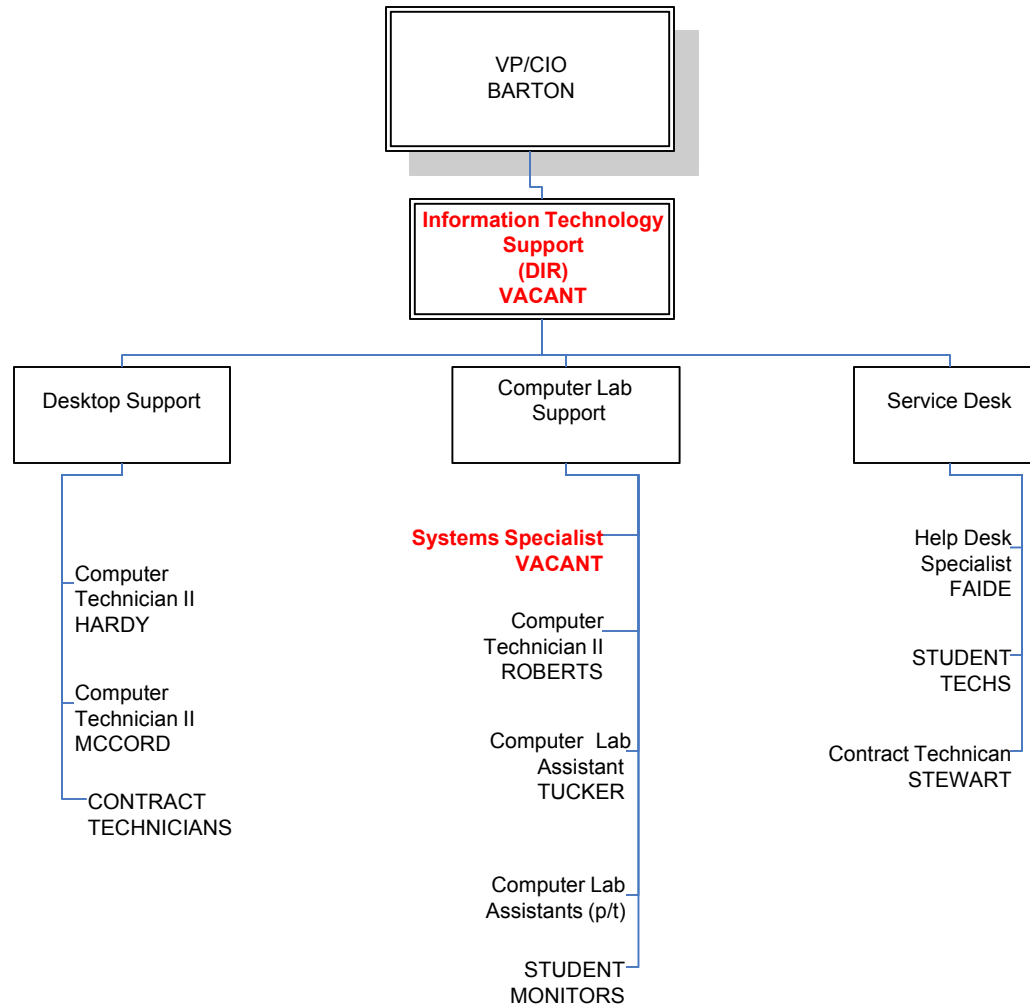 VP/CIO
BARTON
Information Technology
Support
(DIR)
VACANT
Desktop Support
Computer Lab
Support
Service Desk
Computer
Technician II
HARDY
Computer
Technician II
MCCORD
CONTRACT
TECHNICIANS
Systems Specialist
VACANT
Computer
Technician II
ROBERTS
Computer Lab
Assistant
TUCKER
Computer Lab
Assistants (p/t)
STUDENT
MONITORS
Help Desk
Specialist
FAIDE
STUDENT
TECHS
Contract Technican
STEWART